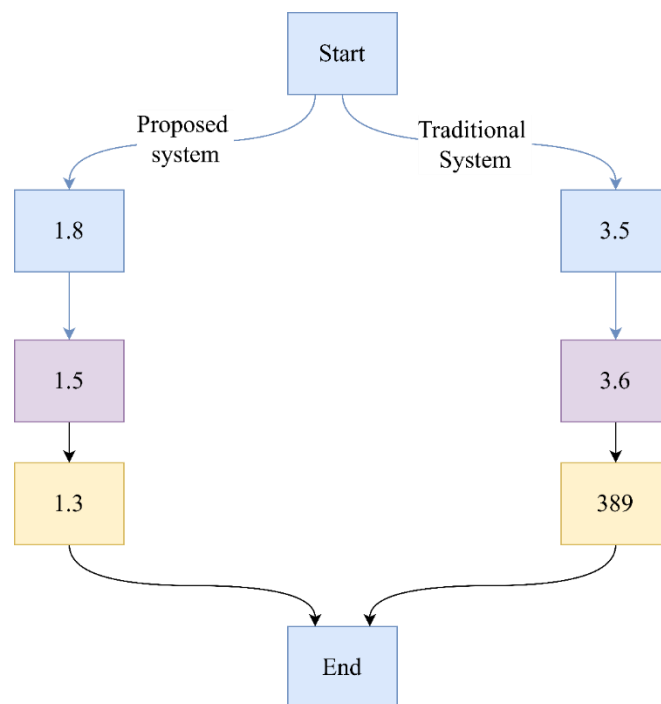 Start
Proposed
system
Traditional
System
1.8
3.5
1.5
3.6
1.3
389
End